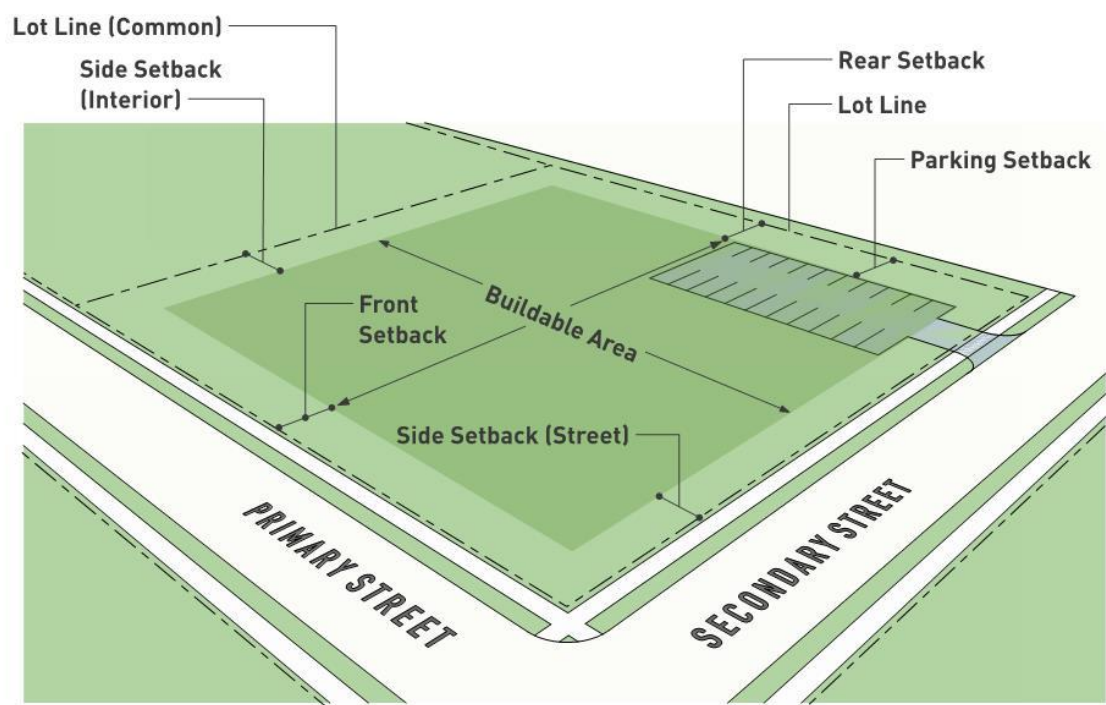 Lot Line (Common)
Side Setback
(Interior)
Rear Setback
Lot Line
Parking Setback
Front
Setback
Buildable Area
Side Setback (Street)
PRIMARY STREET
SECONDARY STREET